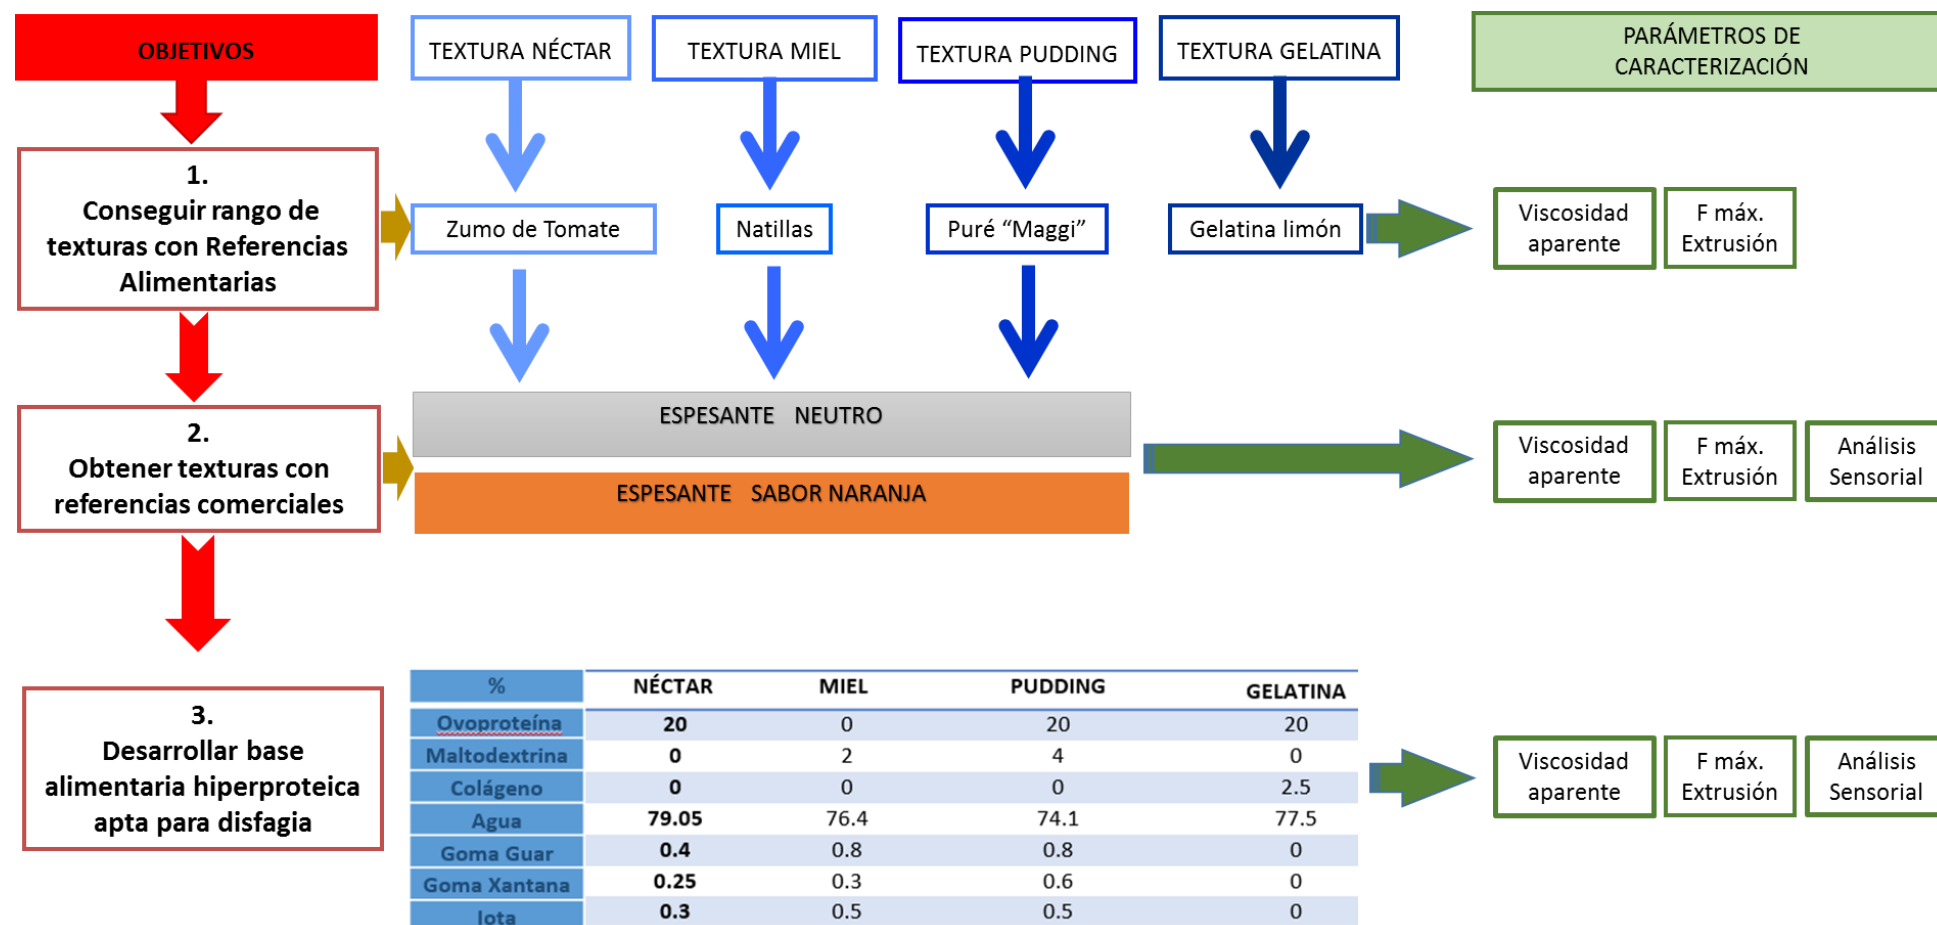 OBJETIVOS
TEXTURA NÉCTAR
TEXTURA MIEL
TEXTURA PUDDING
TEXTURA GELATINA
PARÁMETROS DE
CARACTERIZACIÓN
1.
Conseguir rango de
texturas con Referencias
Alimentarias
Zumo de Tomate
Natillas
Puré “Maggi”
Gelatina limón
Viscosidad
aparente
F máx.
Extrusión
2.
Obtener texturas con
referencias comerciales
ESPESANTE NEUTRO
ESPESANTE SABOR NARANJA
Viscosidad
aparente
F máx.
Extrusión
Análisis
Sensorial
3.
Desarrollar base
alimentaria hiperproteica
apta para disfagia
% NÉCTAR MIEL PUDDING GELATINA
Ovoproteína 20 0 20 20
Maltodextrina 0 2 4 0
Colágeno 0 0 0 2.5
Agua 79.05 76.4 74.1 77.5
Goma Guar 0.4 0.8 0.8 0
Goma Xantana 0.25 0.3 0.6 0
Iota 0.3 0.5 0.5 0
Viscosidad
aparente
F máx.
Extrusión
Análisis
Sensorial